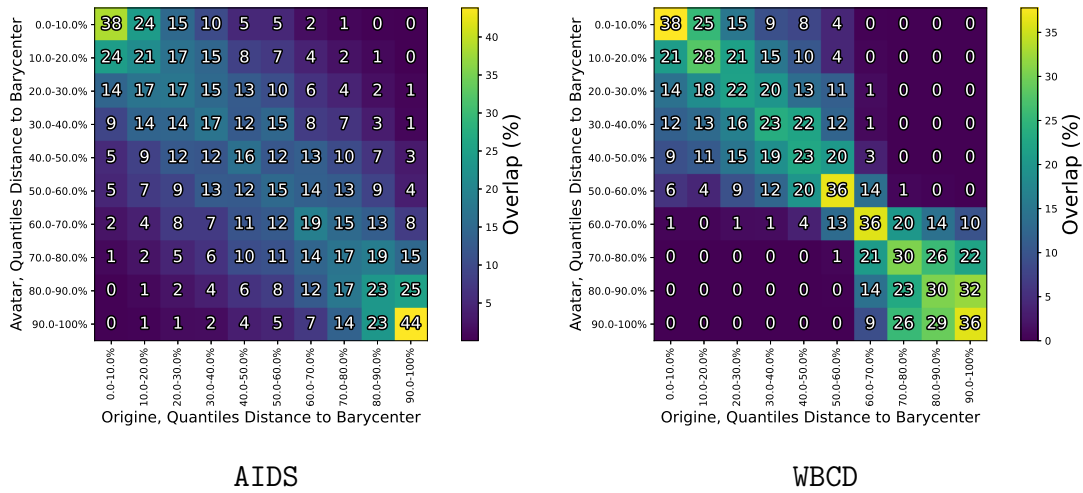 0.0-10.0% 38 24 15 10 5 5 2 1 0 0
10.0-20.0% 24 21 17 15 8 7 4 2 1 0
20.0-30.0% 14 17 17 15 13 10 6 4 2 1
30.0-40.0% 9 14 14 17 12 15 8 7 3 1
40.0-50.0% 5 9 12 12 16 12 13 10 7 3
50.0-60.0% 5 7 9 13 12 15 14 13 9 4
60.0-70.0% 2 4 8 7 11 12 19 15 13 8
70.0-80.0% 1 2 5 6 10 11 14 17 19 15
80.0-90.0% 0 1 2 4 6 8 12 17 23 25
90.0-100% 0 1 1 2 4 5 7 14 23 44
Avatar, Quantiles Distance to Barycenter
0.0-10.0% 10.0-20.0% 20.0-30.0% 30.0-40.0% 40.0-50.0% 50.0-60.0% 60.0-70.0% 70.0-80.0% 80.0-90.0% 90.0-100%
Origine, Quantiles Distance to Barycenter
40
35
30
25
20
15
10
5
Overlap (%)
AIDS
0.0-10.0% 38 25 15 9 8 4 0 0 0 0
10.0-20.0% 21 28 21 15 10 4 0 0 0 0
20.0-30.0% 14 18 22 20 13 11 1 0 0 0
30.0-40.0% 12 13 16 23 22 12 1 0 0 0
40.0-50.0% 9 11 15 19 23 20 3 0 0 0
50.0-60.0% 6 4 9 12 20 36 14 1 0 0
60.0-70.0% 1 0 1 1 4 13 36 20 14 10
70.0-80.0% 0 0 0 0 0 1 21 30 26 22
80.0-90.0% 0 0 0 0 0 0 14 23 30 32
90.0-100% 0 0 0 0 0 0 9 26 29 36
Avatar, Quantiles Distance to Barycenter
0.0-10.0% 10.0-20.0% 20.0-30.0% 30.0-40.0% 40.0-50.0% 50.0-60.0% 60.0-70.0% 70.0-80.0% 80.0-90.0% 90.0-100%
Origine, Quantiles Distance to Barycenter
35
30
25
20
15
10
5
0
Overlap (%)
WBCD